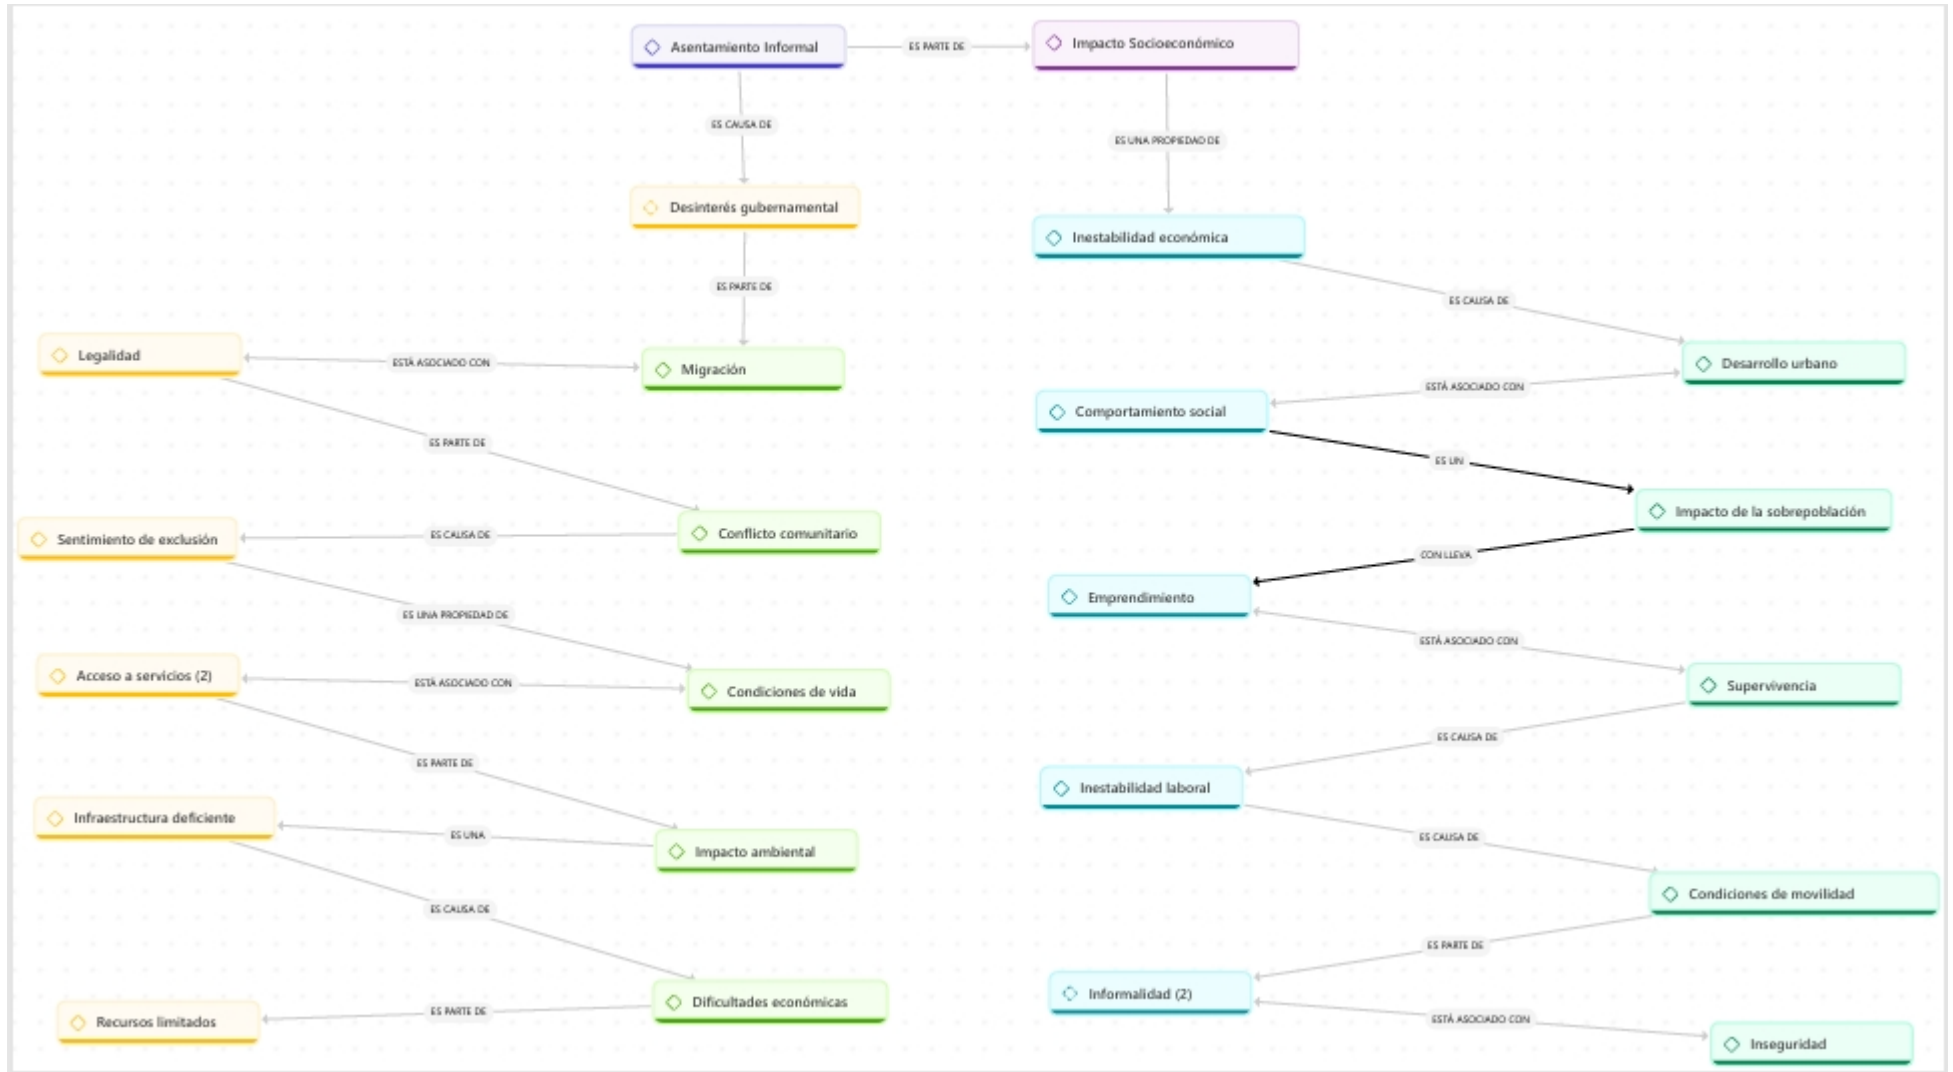 Asentamiento Informal
ES PARTE DE
Impacto Socioeconómico
ES CAUSA DE
ES UNA PROPIEDAD DE
Desinterés gubernamental
Inestabilidad económica
ES PARTE DE
ES CAUSA DE
Legalidad
ESTÁ ASOCIADO CON
Migración
Desarrollo urbano
ESTÁ ASOCIADO CON
Comportamiento social
ES PARTE DE
ES UN
Impacto de la sobrepoblación
Sentimiento de exclusión
ES CAUSA DE
Conflicto comunitario
CON LLEVA
Emprendimiento
ES UNA PROPIEDAD DE
ESTÁ ASOCIADO CON
Acceso a servicios (2)
ESTÁ ASOCIADO CON
Condiciones de vida
Supervivencia
ES CAUSA DE
ES PARTE DE
Inestabilidad laboral
Infraestructura deficiente
ES UNA
ES CAUSA DE
Impacto ambiental
Condiciones de movilidad
ES CAUSA DE
ES PARTE DE
Informalidad (2)
Dificultades económicas
Recursos limitados
ES PARTE DE
ESTÁ ASOCIADO CON
Inseguridad